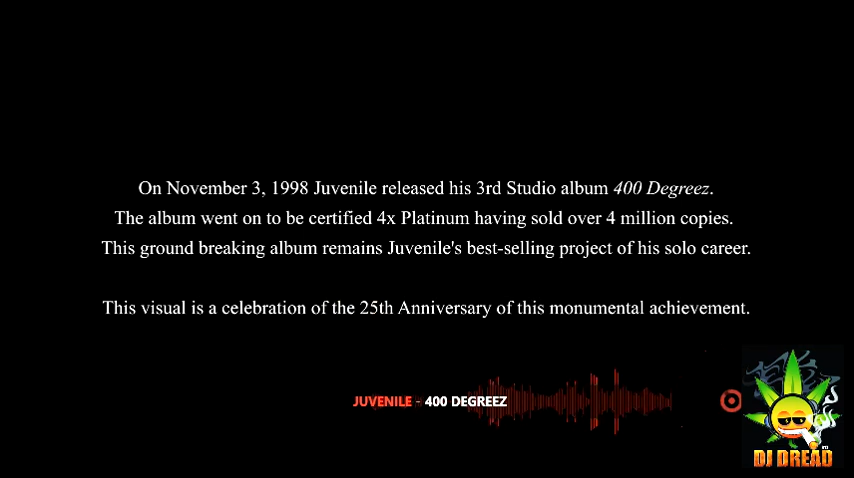 On November 3, 1998 Juvenile released his 3rd Studio album 400 Degreez.
The album went on to be certified 4x Platinum having sold over 4 million copies.
This ground breaking album remains Juvenile's best-selling project of his solo career.
This visual is a celebration of the 25th Anniversary of this monumental achievement.
JUVENILE - 400 DEGREEZ
DJ DREAD